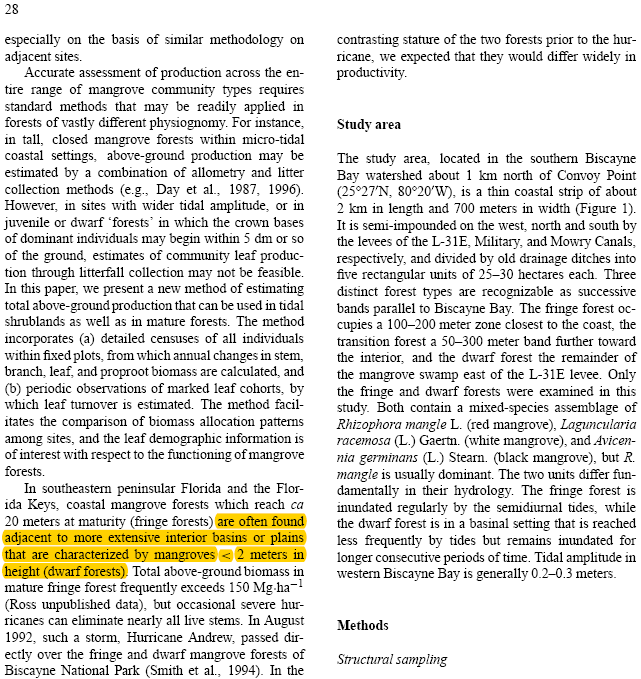 28
especially on the basis of similar methodology on
adjacent sites.
Accurate assessment of production across the en-
tire range of mangrove community types requires
standard methods that may be readily applied in
forests of vastly different physiognomy. For instance,
in tall, closed mangrove forests within micro-tidal
coastal settings, above-ground production may be
estimated by a combination of allometry and litter
collection methods (e.g., Day et al., 1987, 1996).
However, in sites with wider tidal amplitude, or in
juvenile or dwarf ‘forests’ in which the crown bases
of dominant individuals may begin within 5 dm or so
of the ground, estimates of community leaf produc-
tion through litterfall collection may not be feasible.
In this paper, we present a new method of estimating
total above-ground production that can be used in tidal
shrublands as well as in mature forests. The method
incorporates (a) detailed censuses of all individuals
within fixed plots, from which annual changes in stem,
branch, leaf, and proproot biomass are calculated, and
(b) periodic observations of marked leaf cohorts, by
which leaf turnover is estimated. The method facil-
itates the comparison of biomass allocation patterns
among sites, and the leaf demographic information is
of interest with respect to the functioning of mangrove
forests.
In southeastern peninsular Florida and the Flor-
ida Keys, coastal mangrove forests which reach ca
20 meters at maturity (fringe forests) are often found
adjacent to more extensive interior basins or plains
that are characterized by mangroves < 2 meters in
height (dwarf forests). Total above-ground biomass in
mature fringe forest frequently exceeds 150 Mg·ha⁻¹
(Ross unpublished data), but occasional severe hur-
ricanes can eliminate nearly all live stems. In August
1992, such a storm, Hurricane Andrew, passed dir-
ectly over the fringe and dwarf mangrove forests of
Biscayne National Park (Smith et al., 1994). In the
contrasting stature of the two forests prior to the hur-
ricane, we expected that they would differ widely in
productivity.
Study area
The study area, located in the southern Biscayne
Bay watershed about 1 km north of Convoy Point
(25°27′N, 80°20′W), is a thin coastal strip of about
2 km in length and 700 meters in width (Figure 1).
It is semi-impounded on the west, north and south by
the levees of the L-31E, Military, and Mowry Canals,
respectively, and divided by old drainage ditches into
five rectangular units of 25–30 hectares each. Three
distinct forest types are recognizable as successive
bands parallel to Biscayne Bay. The fringe forest oc-
cupies a 100–200 meter zone closest to the coast, the
transition forest a 50–300 meter band further toward
the interior, and the dwarf forest the remainder of
the mangrove swamp east of the L-31E levee. Only
the fringe and dwarf forests were examined in this
study. Both contain a mixed-species assemblage of
Rhizophora mangle L. (red mangrove), Laguncularia
racemosa (L.) Gaertn. (white mangrove), and Avicen-
nia germinans (L.) Stearn. (black mangrove), but R.
mangle is usually dominant. The two units differ fun-
damentally in their hydrology. The fringe forest is
inundated regularly by the semidiurnal tides, while
the dwarf forest is in a basinal setting that is reached
less frequently by tides but remains inundated for
longer consecutive periods of time. Tidal amplitude in
western Biscayne Bay is generally 0.2–0.3 meters.
Methods
Structural sampling